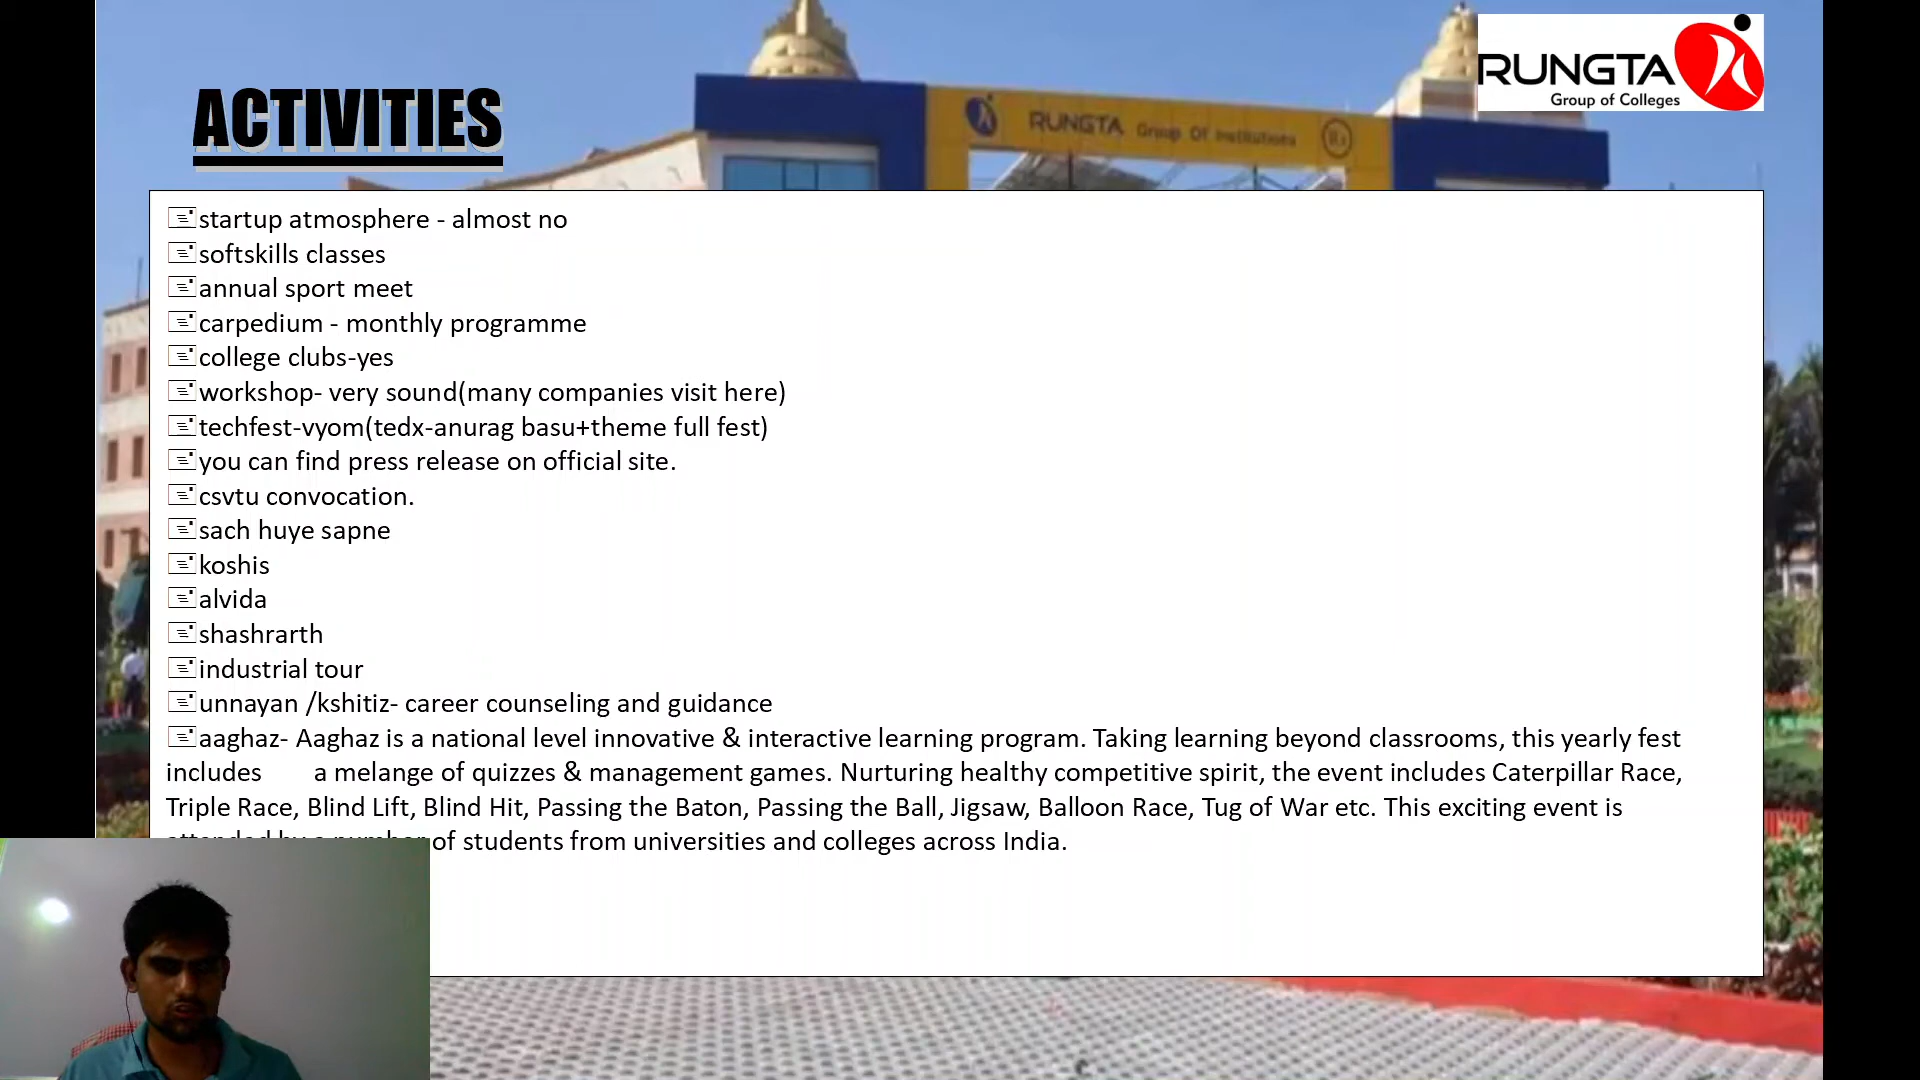 RUNGTA
Group of Colleges
ACTIVITIES
RUNGTA Group Of Institutions
startup atmosphere - almost no
softskills classes
annual sport meet
carpedium - monthly programme
college clubs-yes
workshop- very sound(many companies visit here)
techfest-vyom(tedx-anurag basu+theme full fest)
you can find press release on official site.
csvtu convocation.
sach huye sapne
koshis
alvida
shashrarth
industrial tour
unnayan /kshitiz- career counseling and guidance
aaghaz- Aaghaz is a national level innovative & interactive learning program. Taking learning beyond classrooms, this yearly fest
includes a melange of quizzes & management games. Nurturing healthy competitive spirit, the event includes Caterpillar Race,
Triple Race, Blind Lift, Blind Hit, Passing the Baton, Passing the Ball, Jigsaw, Balloon Race, Tug of War etc. This exciting event is
attended by a number of students from universities and colleges across India.